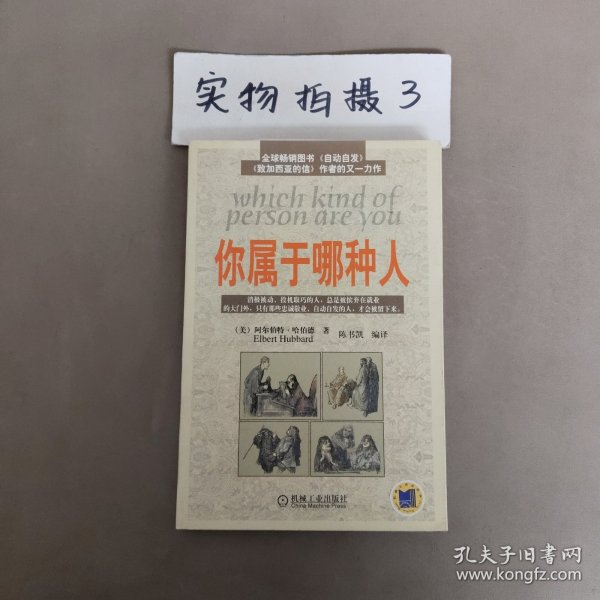 实物拍摄3
全球畅销图书《自动自发》
《致加西亚的信》作者的又一力作
which kind of
person are you
你属于哪种人
消极被动、投机取巧的人，总是被摈弃在就业
的大门外，只有那些忠诚敬业、自动自发的人，才会被留下来。
（美）阿尔伯特·哈伯德 著
Elbert Hubbard
陈书凯 编译
机械工业出版社
China Machine Press
孔夫子旧书网
www.kongfz.com